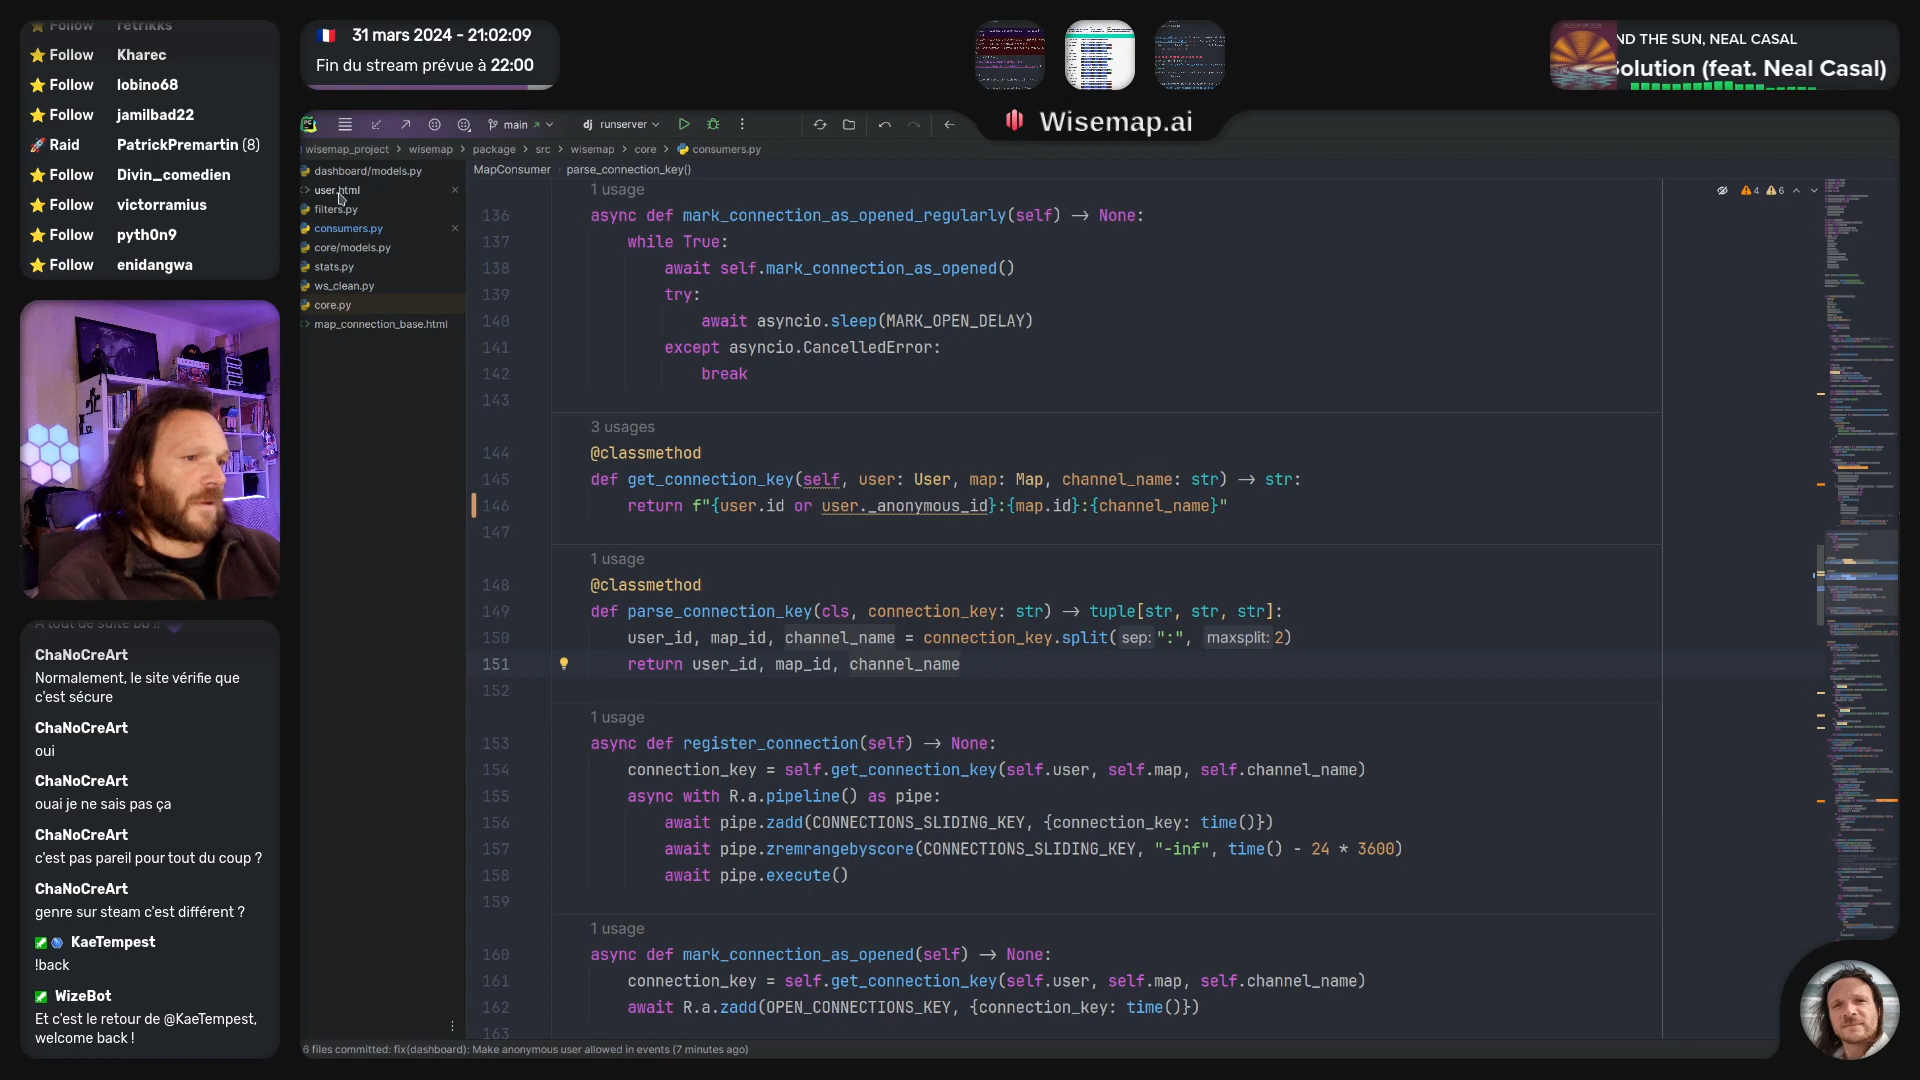 Follow retrikks
Follow Kharec
Follow lobino68
Follow jamilbad22
Raid PatrickPremartin (8)
Follow Divin_comedien
Follow victorramius
Follow pyth0n9
Follow enidangwa
31 mars 2024 - 21:02:09
Fin du stream prévue à 22:00
ND THE SUN, NEAL CASAL
Solution (feat. Neal Casal)
Wisemap.ai
main
dj runserver
wisemap_project > wisemap > package > src > wisemap > core > consumers.py
dashboard/models.py
user.html
filters.py
consumers.py
core/models.py
stats.py
ws_clean.py
core.py
map_connection_base.html
MapConsumer > parse_connection_key()
4 6
1 usage
136 async def mark_connection_as_opened_regularly(self) -> None:
137 while True:
138 await self.mark_connection_as_opened()
139 try:
140 await asyncio.sleep(MARK_OPEN_DELAY)
141 except asyncio.CancelledError:
142 break
143
3 usages
144 @classmethod
145 def get_connection_key(self, user: User, map: Map, channel_name: str) -> str:
146 return f"{user.id or user._anonymous_id}:{map.id}:{channel_name}"
147
1 usage
148 @classmethod
149 def parse_connection_key(cls, connection_key: str) -> tuple[str, str, str]:
150 user_id, map_id, channel_name = connection_key.split( sep: ":", maxsplit: 2)
151 return user_id, map_id, channel_name
152
1 usage
153 async def register_connection(self) -> None:
154 connection_key = self.get_connection_key(self.user, self.map, self.channel_name)
155 async with R.a.pipeline() as pipe:
156 await pipe.zadd(CONNECTIONS_SLIDING_KEY, {connection_key: time()})
157 await pipe.zremrangebyscore(CONNECTIONS_SLIDING_KEY, "-inf", time() - 24 * 3600)
158 await pipe.execute()
159
1 usage
160 async def mark_connection_as_opened(self) -> None:
161 connection_key = self.get_connection_key(self.user, self.map, self.channel_name)
162 await R.a.zadd(OPEN_CONNECTIONS_KEY, {connection_key: time()})
163
6 files committed: fix(dashboard): Make anonymous user allowed in events (7 minutes ago)
A tout de suite bb !!
ChaNoCreArt
Normalement, le site vérifie que
c'est sécure
ChaNoCreArt
oui
ChaNoCreArt
ouai je ne sais pas ça
ChaNoCreArt
c'est pas pareil pour tout du coup ?
ChaNoCreArt
genre sur steam c'est différent ?
KaeTempest
!back
WizeBot
Et c'est le retour de @KaeTempest,
welcome back !